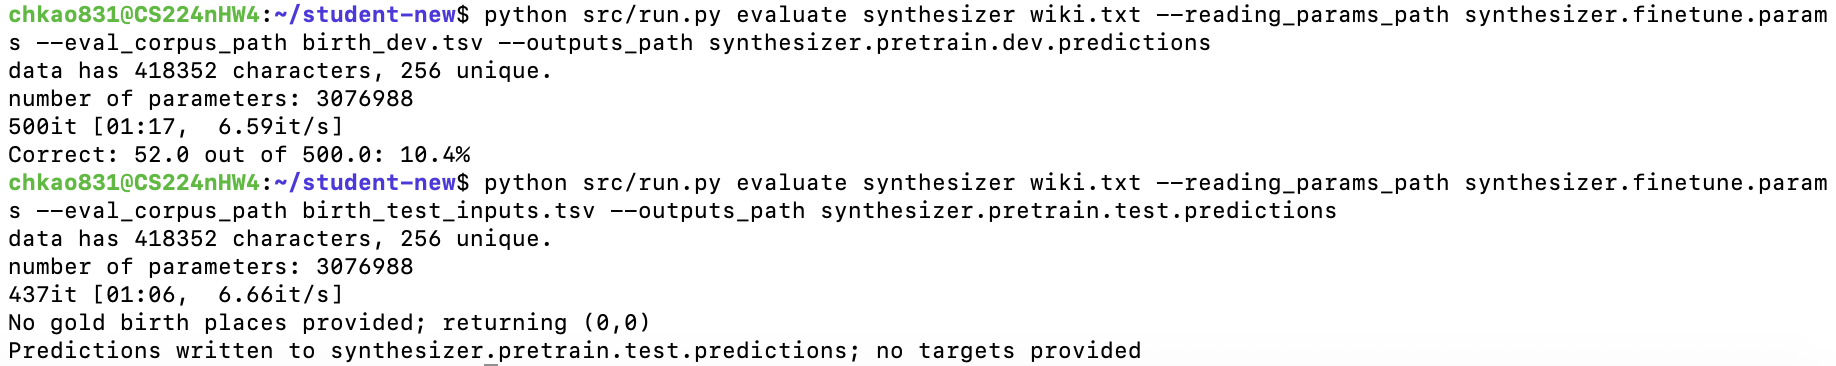 chkao831@CS224nHW4:~/student-new$ python src/run.py evaluate synthesizer wiki.txt --reading_params_path synthesizer.finetune.param
s --eval_corpus_path birth_dev.tsv --outputs_path synthesizer.pretrain.dev.predictions
data has 418352 characters, 256 unique.
number of parameters: 3076988
500it [01:17,  6.59it/s]
Correct: 52.0 out of 500.0: 10.4%
chkao831@CS224nHW4:~/student-new$ python src/run.py evaluate synthesizer wiki.txt --reading_params_path synthesizer.finetune.param
s --eval_corpus_path birth_test_inputs.tsv --outputs_path synthesizer.pretrain.test.predictions
data has 418352 characters, 256 unique.
number of parameters: 3076988
437it [01:06,  6.66it/s]
No gold birth places provided; returning (0,0)
Predictions written to synthesizer.pretrain.test.predictions; no targets provided